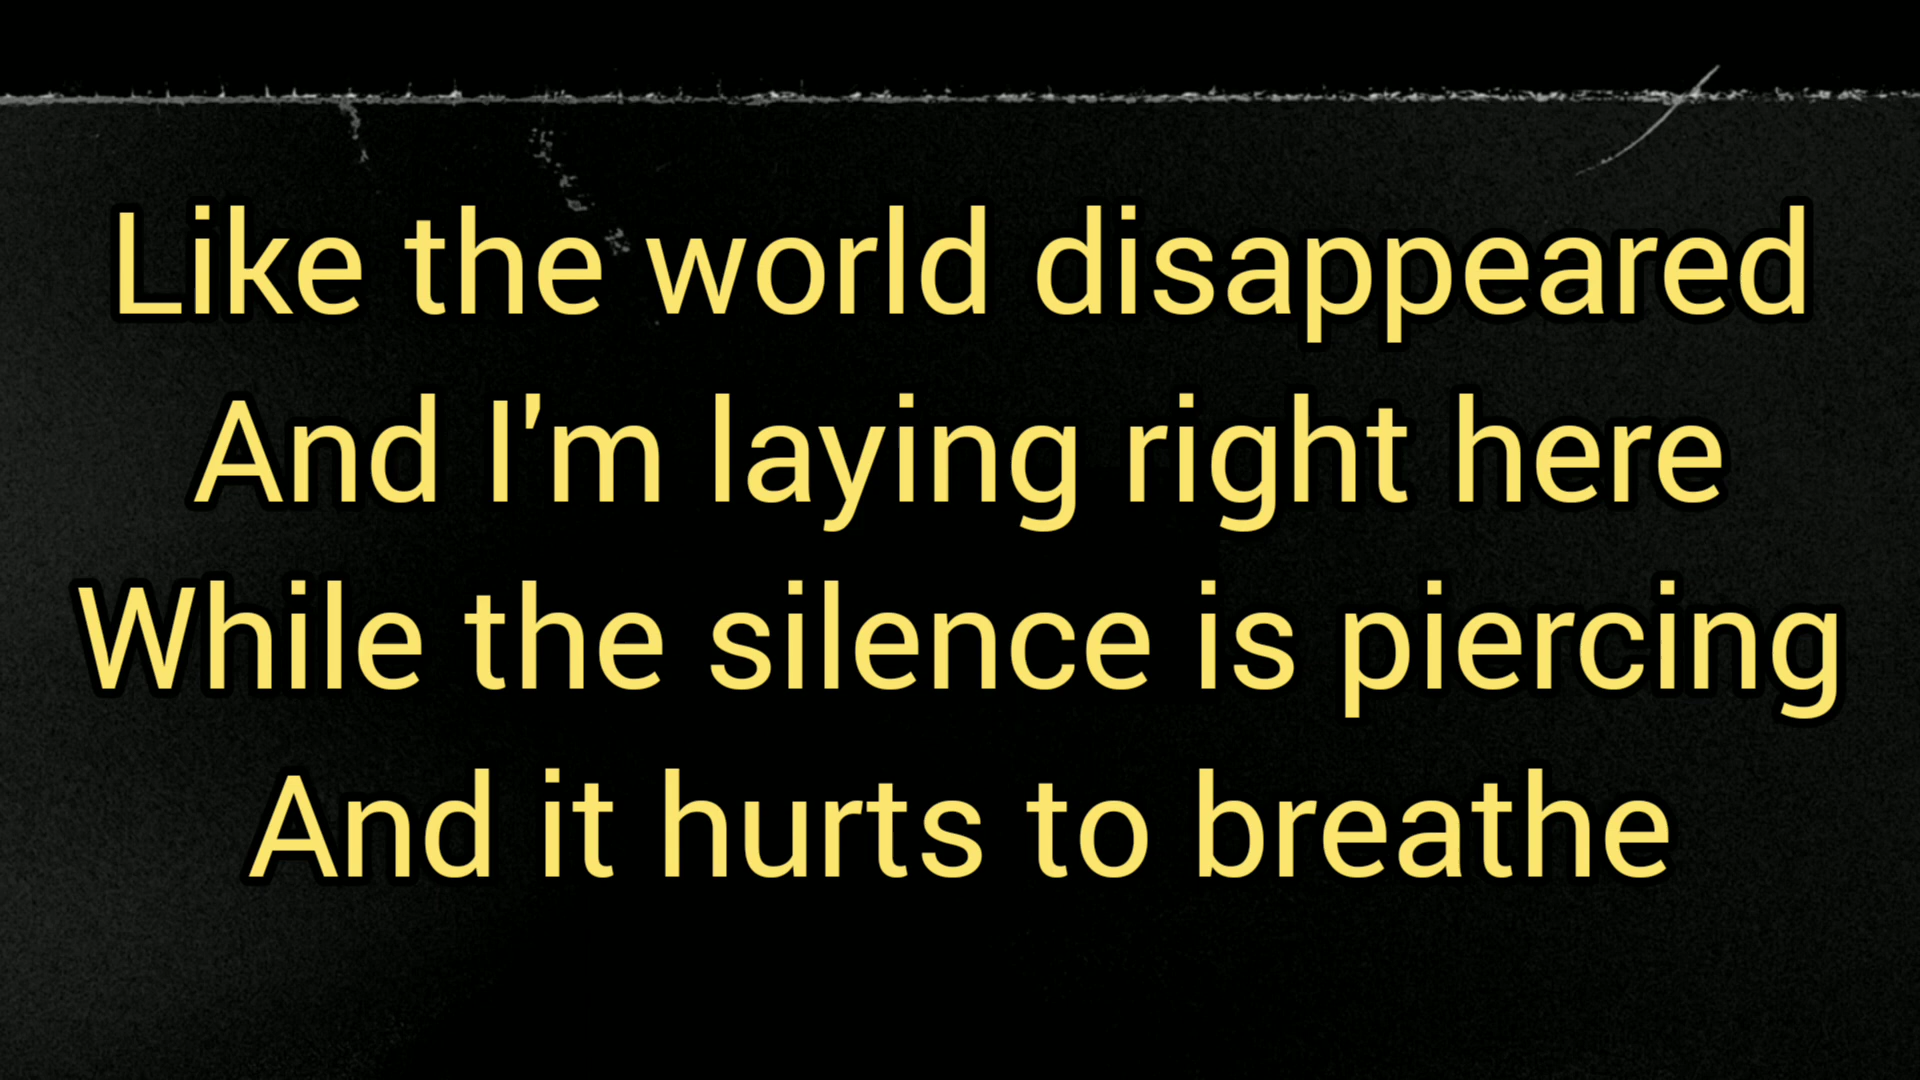 Like the world disappeared
And I'm laying right here
While the silence is piercing
And it hurts to breathe